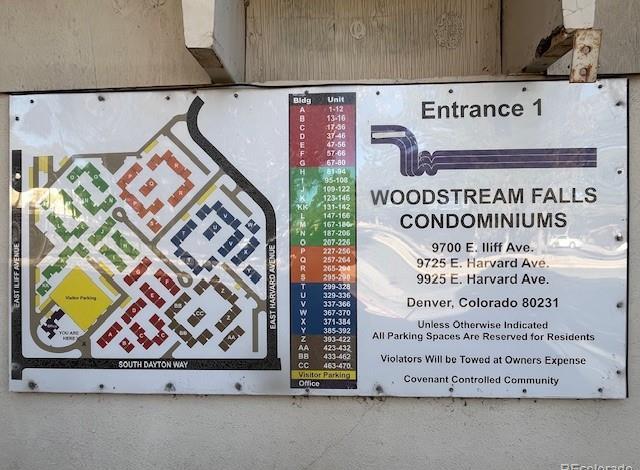 Entrance 1
WOODSTREAM FALLS
CONDOMINIUMS
9700 E. Iliff Ave.
9725 E. Harvard Ave.
9925 E. Harvard Ave.
Denver, Colorado 80231
Unless Otherwise Indicated
All Parking Spaces Are Reserved for Residents
Violators Will be Towed at Owners Expense
Covenant Controlled Community
Bldg Unit
A 1-12
B 13-16
C 17-36
D 37-46
E 47-56
F 57-66
G 67-80
H 81-94
I 95-108
109-122
K 123-146
KK 131-142
L 147-166
M 167-186
N 187-206
O 207-226
P 227-256
Q 257-264
R 265-294
S 295-298
T 299-328
U 329-336
V 337-366
W 367-370
X 371-384
Y 385-392
Z 393-422
AA 423-432
BB 433-462
CC 463-470
Visitor Parking
Office
EAST ILIFF AVENUE
EAST HARVARD AVENUE
SOUTH DAYTON WAY
Visitor Parking
YOU ARE
HERE
REcolorado